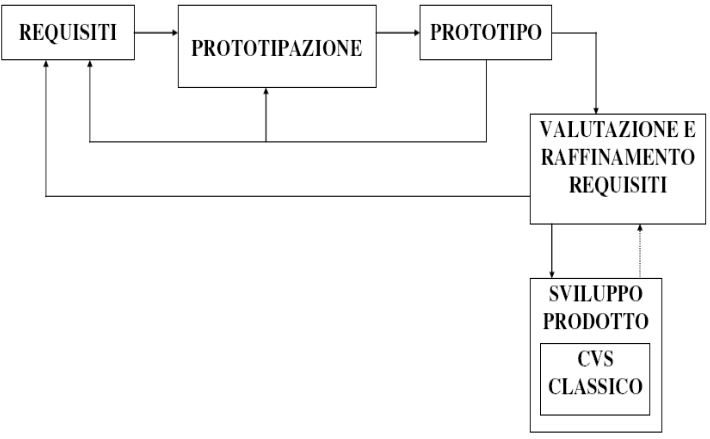 REQUISITI
PROTOTIPAZIONE
PROTOTIPO
VALUTAZIONE E
RAFFINAMENTO
REQUISITI
SVILUPPO
PRODOTTO
CVS
CLASSICO